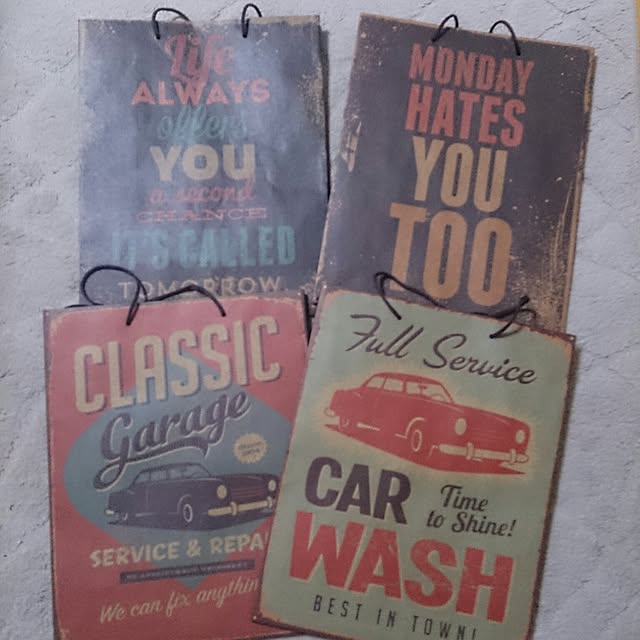 Life
ALWAYS
offers
YOU
a second
CHANCE
IT'S CALLED
TOMORROW
MONDAY
HATES
YOU
TOO
CLASSIC
Garage
SERVICE & REPA
We can fix anythin
Full Service
CAR
Time
to Shine!
WASH
BEST IN TOWN!